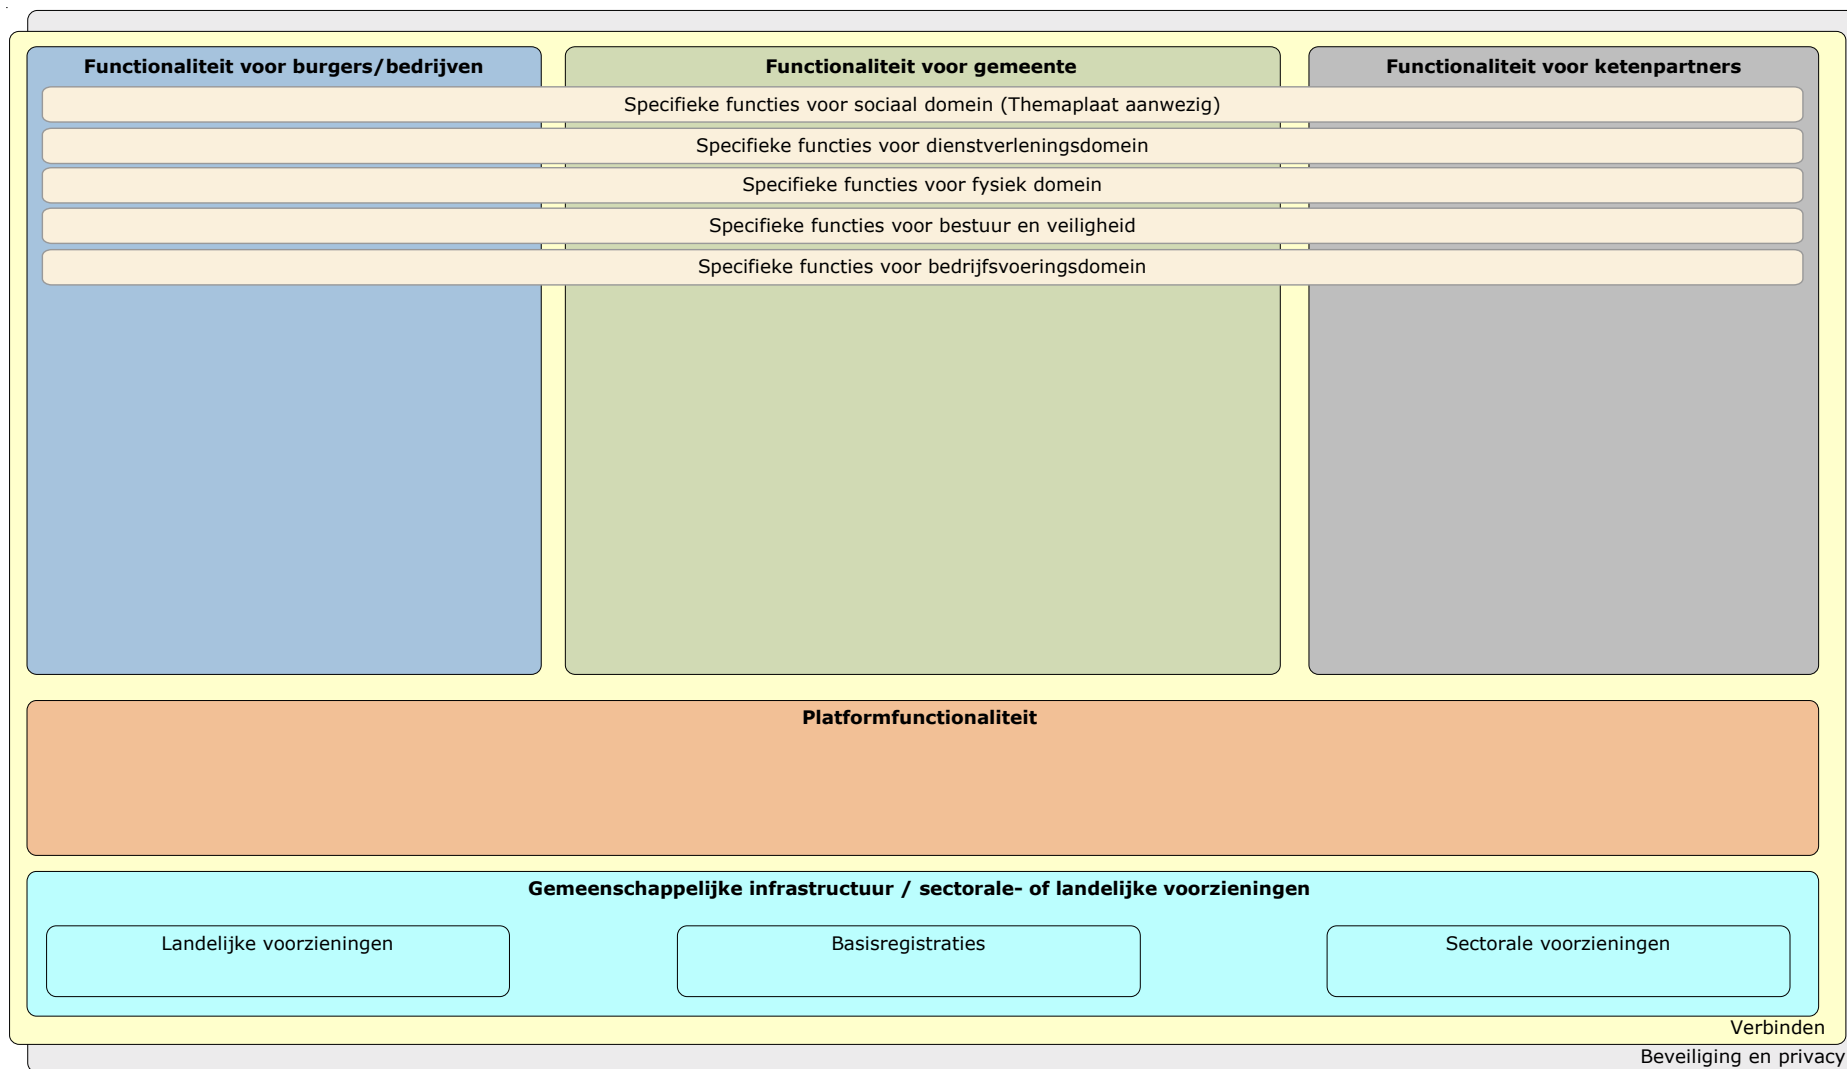 Functionaliteit voor burgers/bedrijven
Functionaliteit voor gemeente
Functionaliteit voor ketenpartners
Specifieke functies voor sociaal domein (Themaplaat aanwezig)
Specifieke functies voor dienstverleningsdomein
Specifieke functies voor fysiek domein
Specifieke functies voor bestuur en veiligheid
Specifieke functies voor bedrijfsvoeringsdomein
Platformfunctionaliteit
Gemeenschappelijke infrastructuur / sectorale- of landelijke voorzieningen
Landelijke voorzieningen
Basisregistraties
Sectorale voorzieningen
Verbinden
Beveiliging en privacy